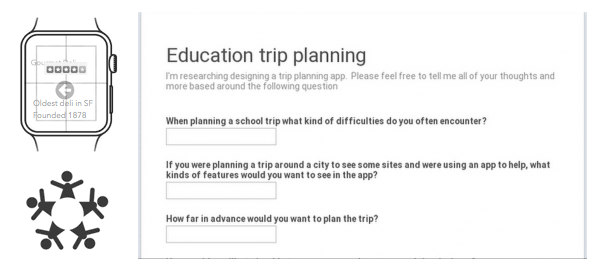 Gourmet Deli
Oldest deli in SF
Founded 1878
Education trip planning
I'm researching designing a trip planning app. Please feel free to tell me all of your thoughts and
more based around the following question
When planning a school trip what kind of difficulties do you often encounter?
If you were planning a trip around a city to see some sites and were using an app to help, what
kinds of features would you want to see in the app?
How far in advance would you want to plan the trip?